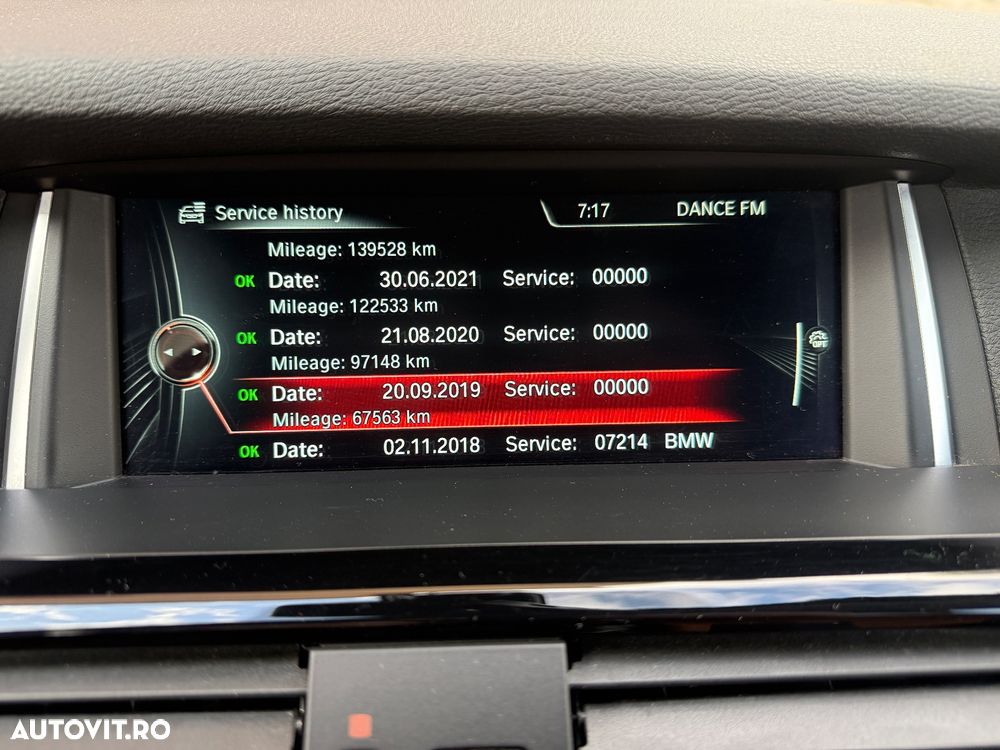 Service history 7:17 DANCE FM
Mileage: 139528 km
OK Date: 30.06.2021 Service: 00000
Mileage: 122533 km
OK Date: 21.08.2020 Service: 00000
Mileage: 97148 km
OK Date: 20.09.2019 Service: 00000
Mileage: 67563 km
OK Date: 02.11.2018 Service: 07214 BMW
OPT
AUTOVIT.RO